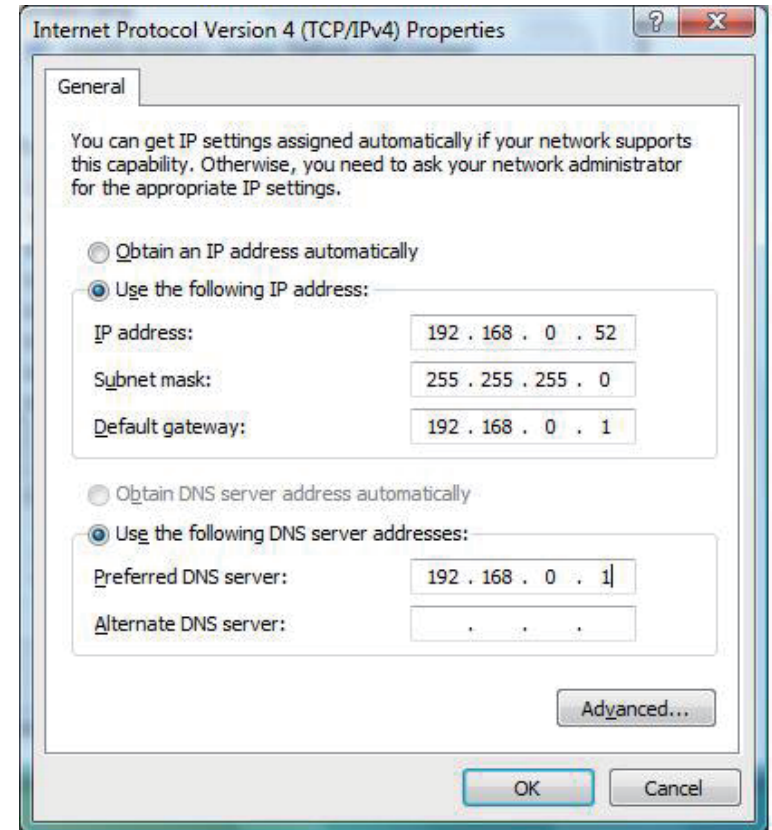 Internet Protocol Version 4 (TCP/IPv4) Properties
General
You can get IP settings assigned automatically if your network supports
this capability. Otherwise, you need to ask your network administrator
for the appropriate IP settings.
Obtain an IP address automatically
Use the following IP address:
IP address: 192 . 168 . 0 . 52
Subnet mask: 255 . 255 . 255 . 0
Default gateway: 192 . 168 . 0 . 1
Obtain DNS server address automatically
Use the following DNS server addresses:
Preferred DNS server: 192 . 168 . 0 . 1
Alternate DNS server: . . .
Advanced...
OK Cancel